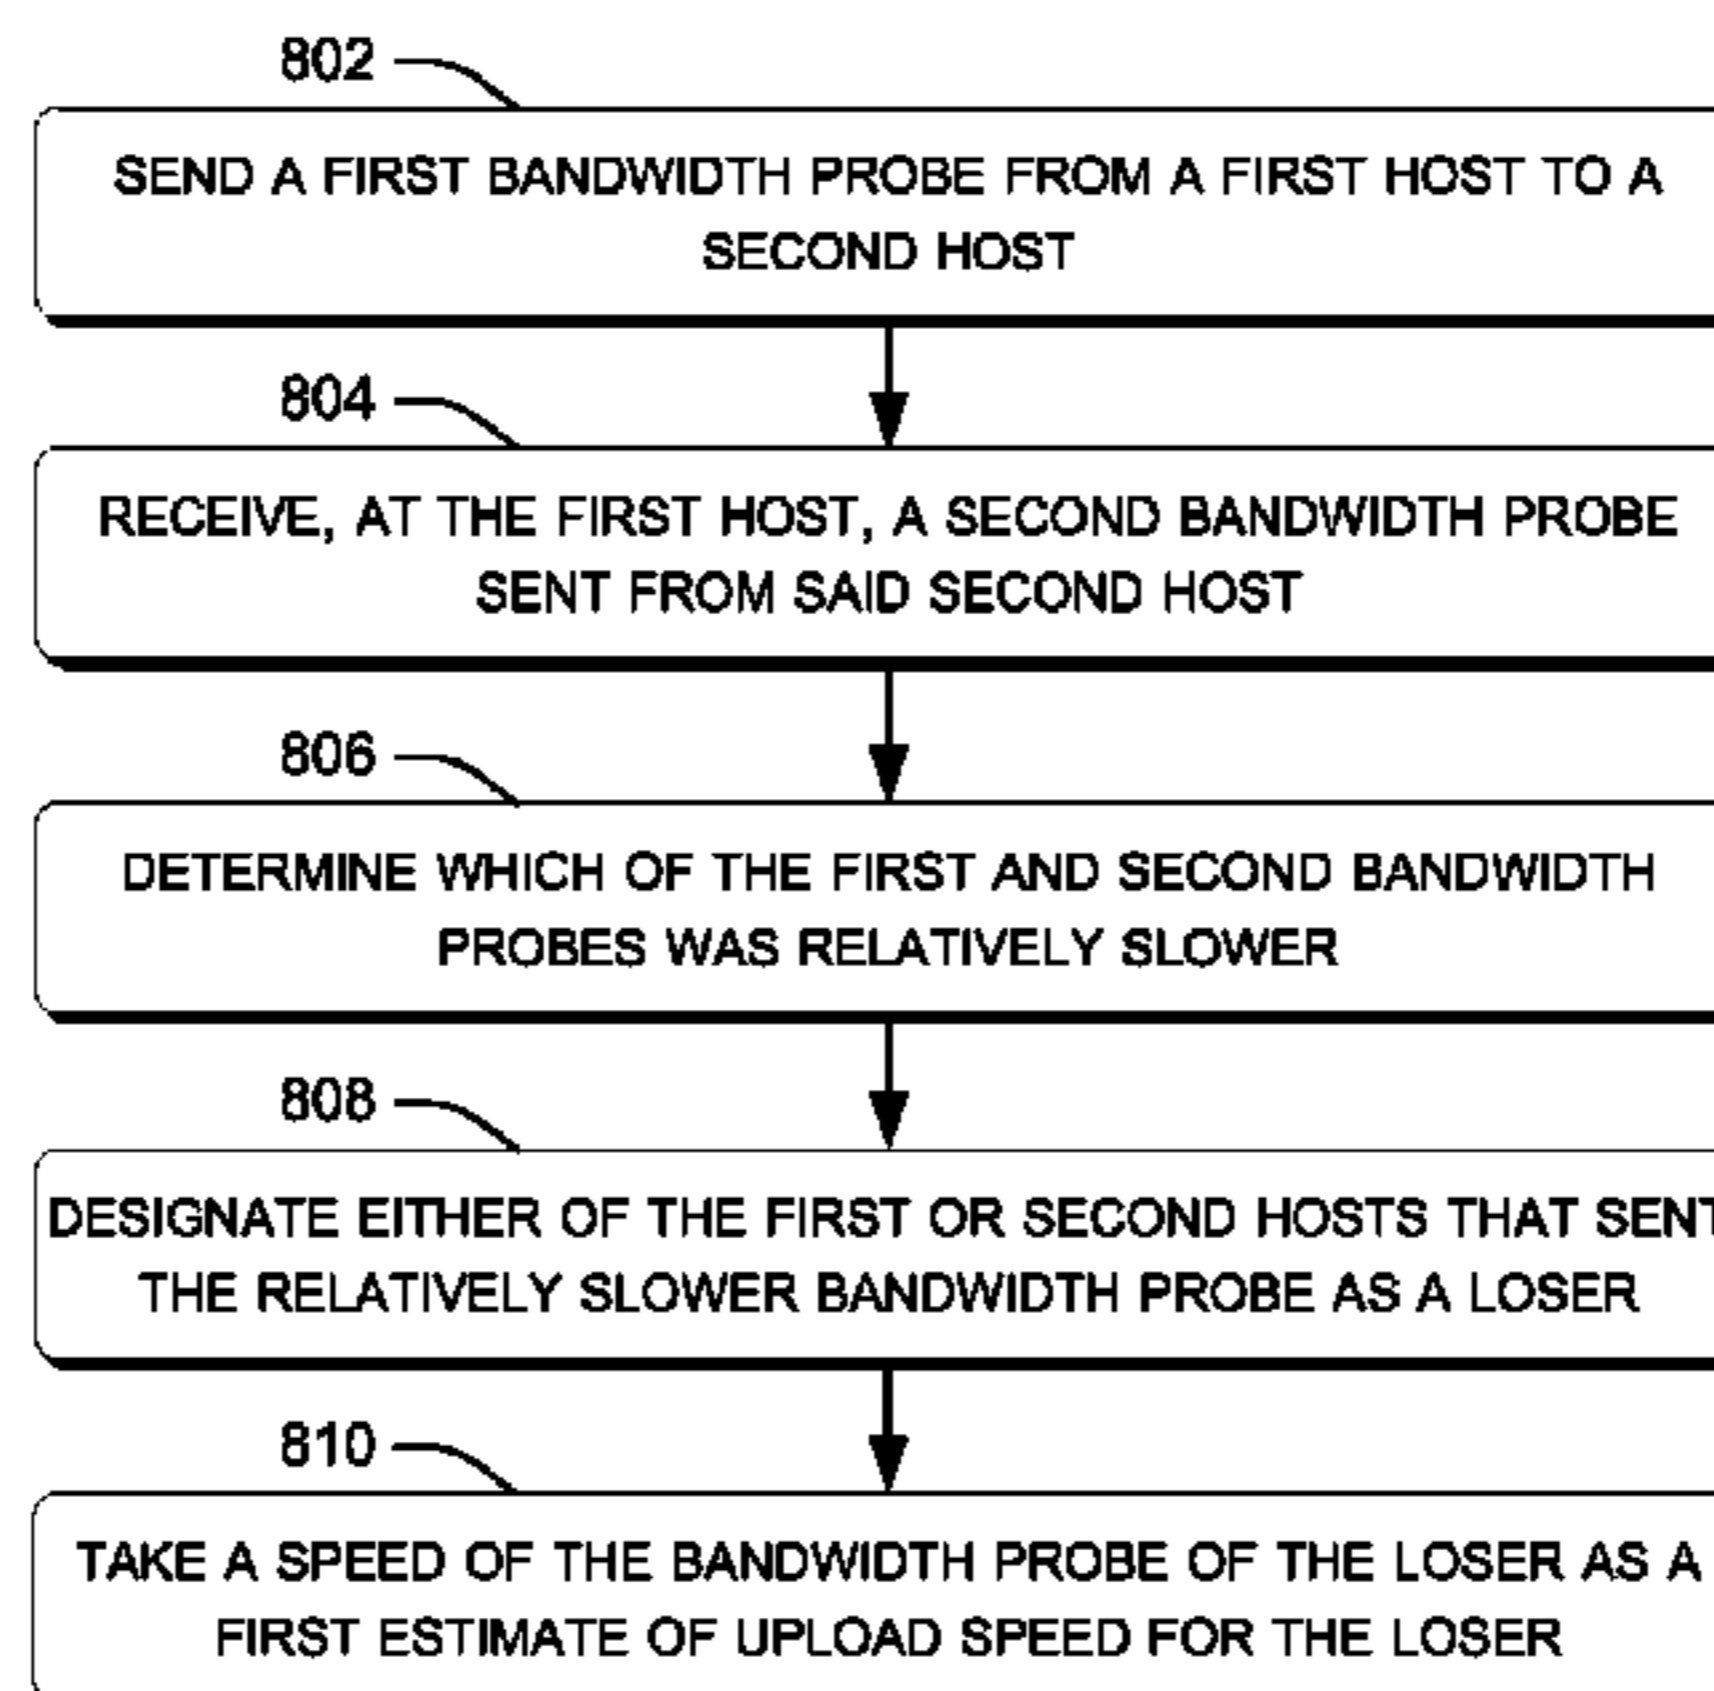 802
SEND A FIRST BANDWIDTH PROBE FROM A FIRST HOST TO A
SECOND HOST
804
RECEIVE, AT THE FIRST HOST, A SECOND BANDWIDTH PROBE
SENT FROM SAID SECOND HOST
806
DETERMINE WHICH OF THE FIRST AND SECOND BANDWIDTH
PROBES WAS RELATIVELY SLOWER
808
DESIGNATE EITHER OF THE FIRST OR SECOND HOSTS THAT SENT
THE RELATIVELY SLOWER BANDWIDTH PROBE AS A LOSER
810
TAKE A SPEED OF THE BANDWIDTH PROBE OF THE LOSER AS A
FIRST ESTIMATE OF UPLOAD SPEED FOR THE LOSER